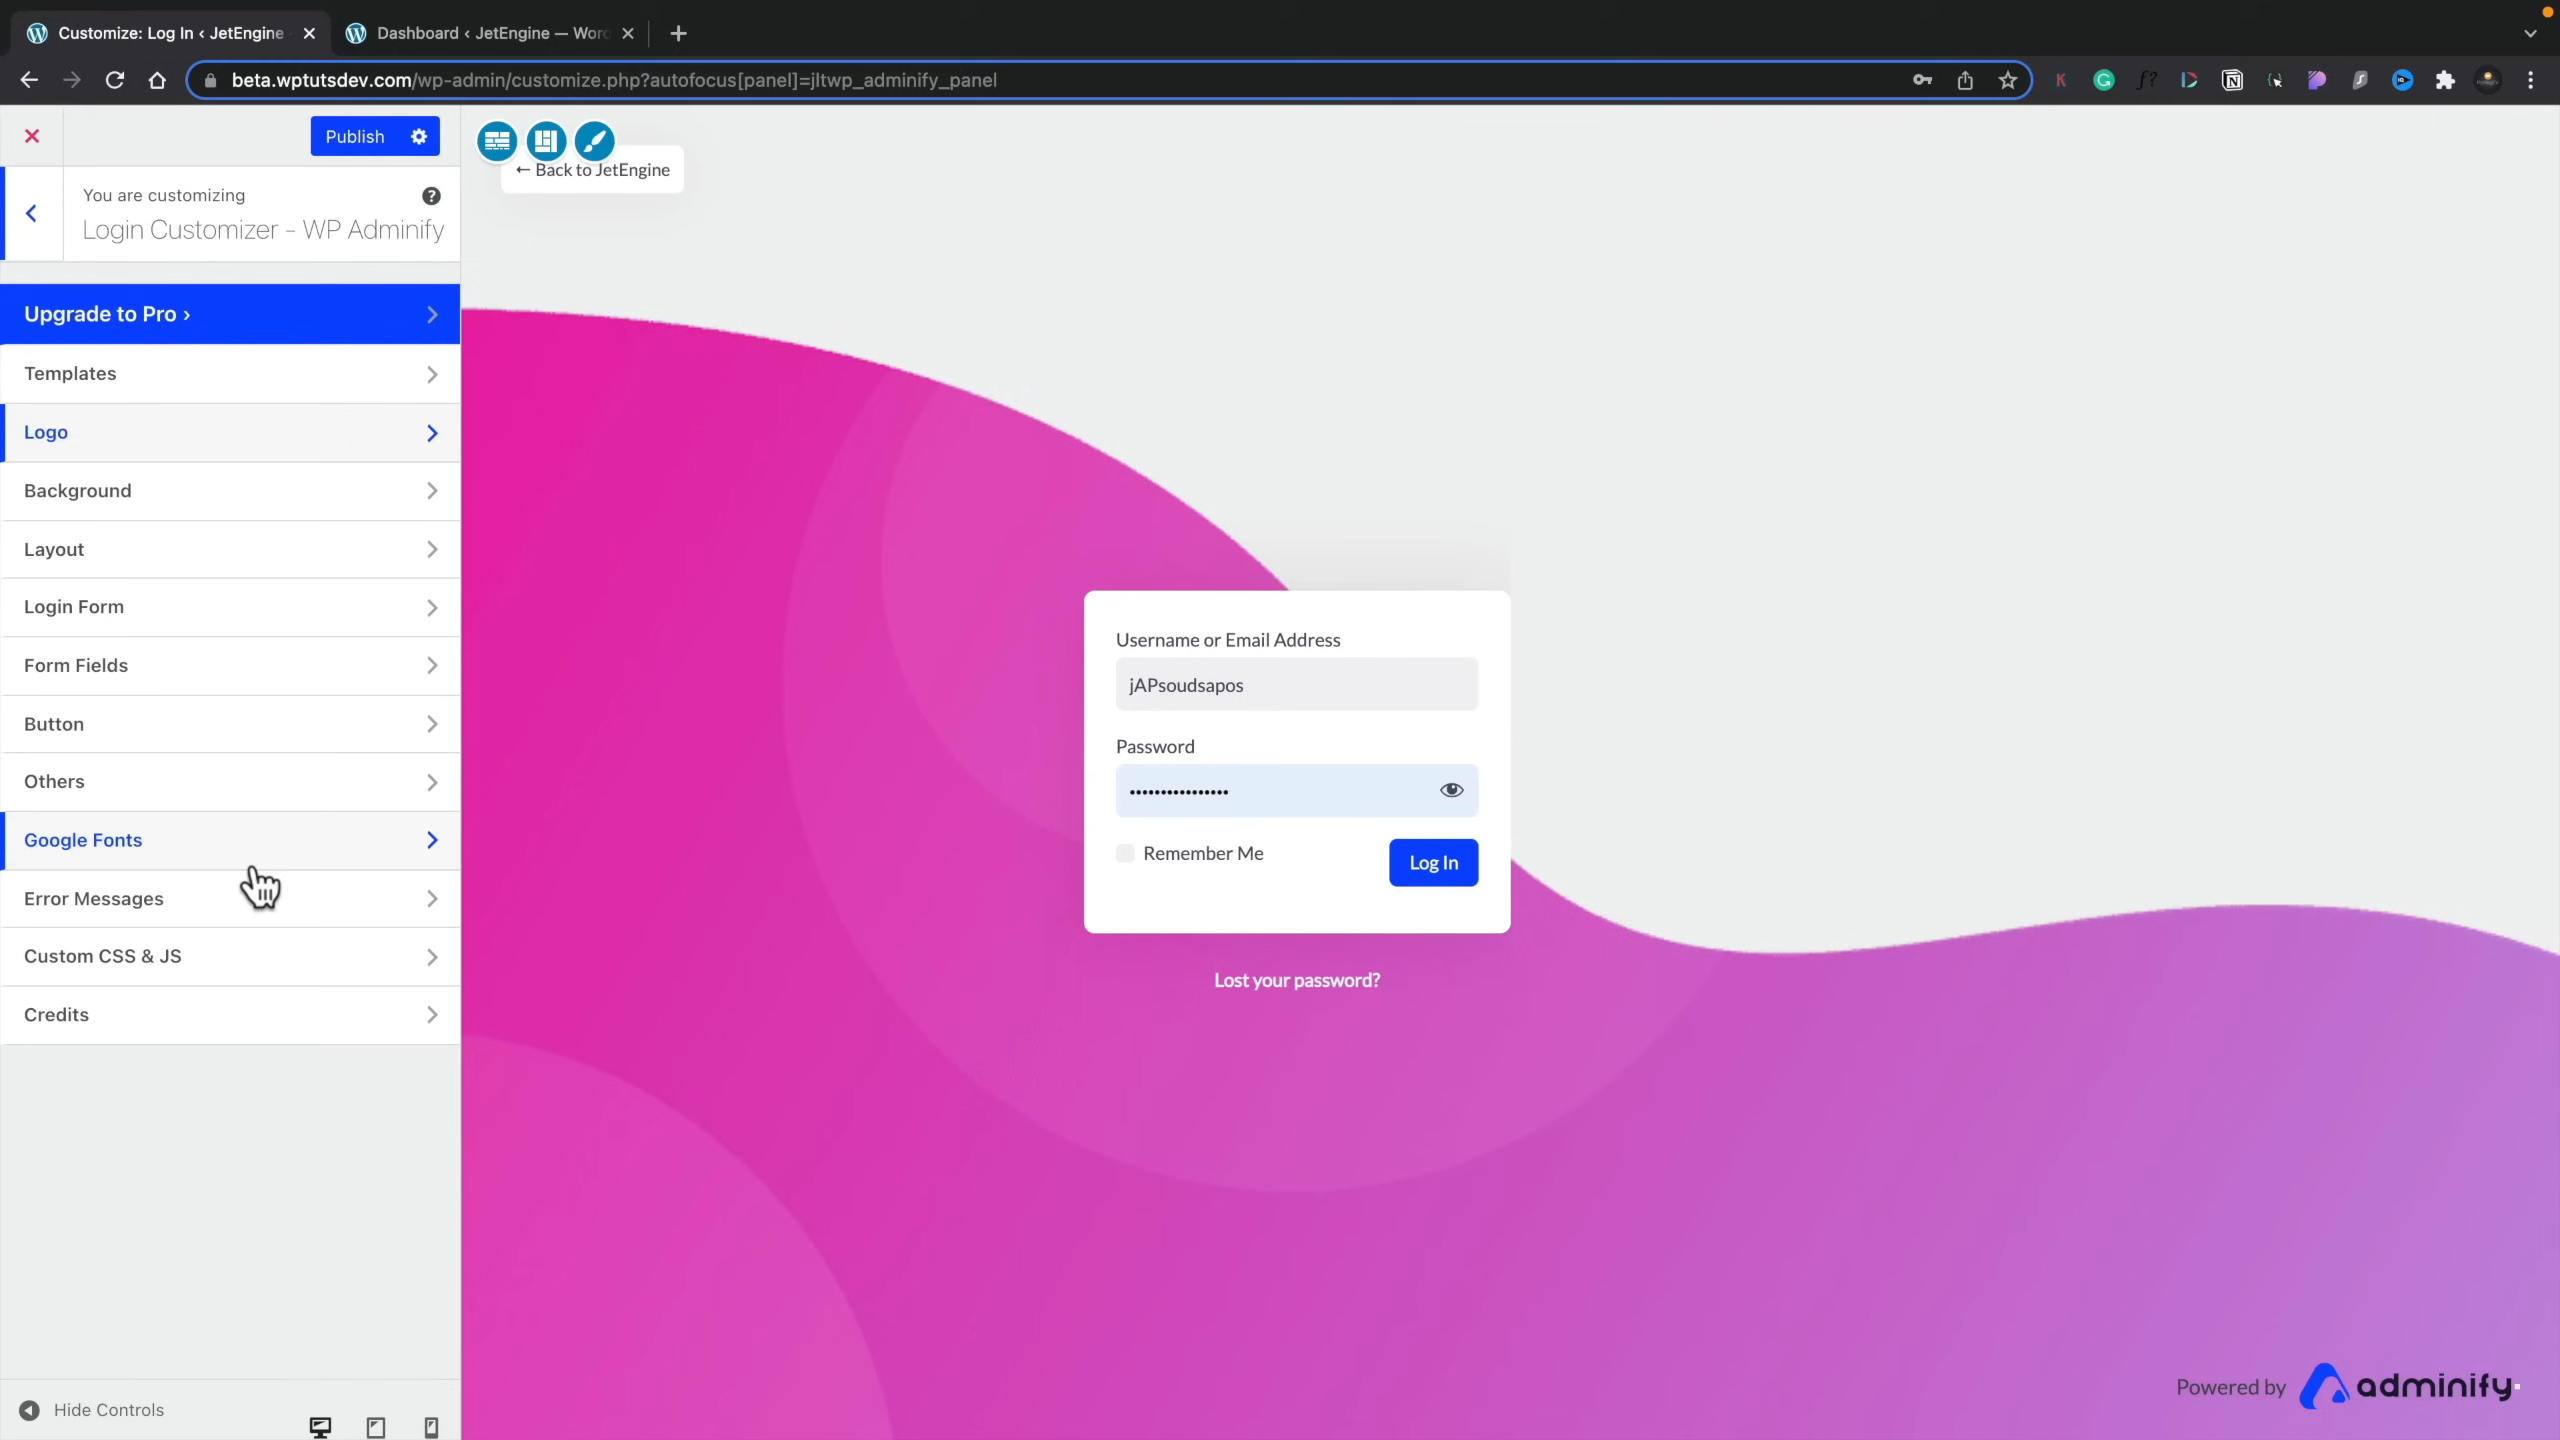 Customize: Log In ‹ JetEngine
Dashboard ‹ JetEngine — Wor
beta.wptutsdev.com/wp-admin/customize.php?autofocus[panel]=jltwp_adminify_panel
Publish
← Back to JetEngine
You are customizing
Login Customizer - WP Adminify
Upgrade to Pro ›
Templates
Logo
Background
Layout
Login Form
Form Fields
Button
Others
Google Fonts
Error Messages
Custom CSS & JS
Credits
Hide Controls
Username or Email Address
jAPsoudsapos
Password
••••••••••••••••
Remember Me
Log In
Lost your password?
Powered by adminify